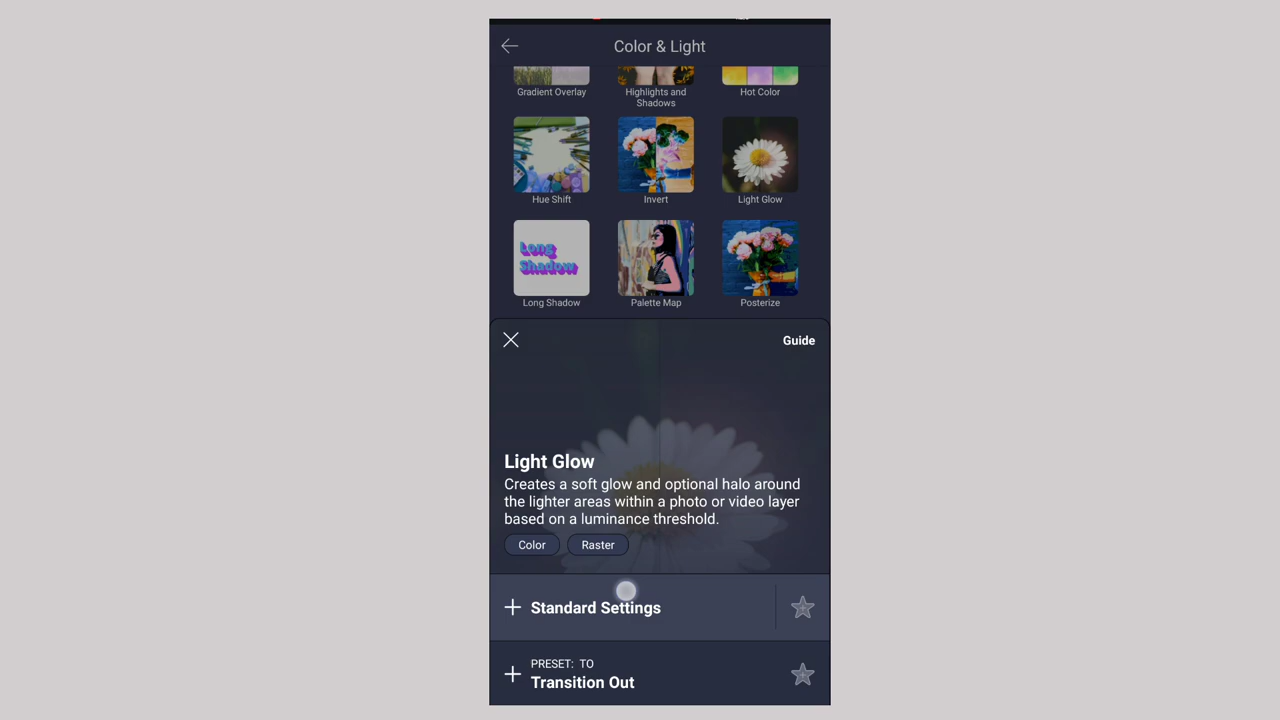 Color & Light
Gradient Overlay
Highlights and
Shadows
Hot Color
Hue Shift
Invert
Light Glow
Long
Shadow
Long Shadow
Palette Map
Posterize
Guide
Light Glow
Creates a soft glow and optional halo around
the lighter areas within a photo or video layer
based on a luminance threshold.
Color
Raster
Standard Settings
PRESET: TO
Transition Out